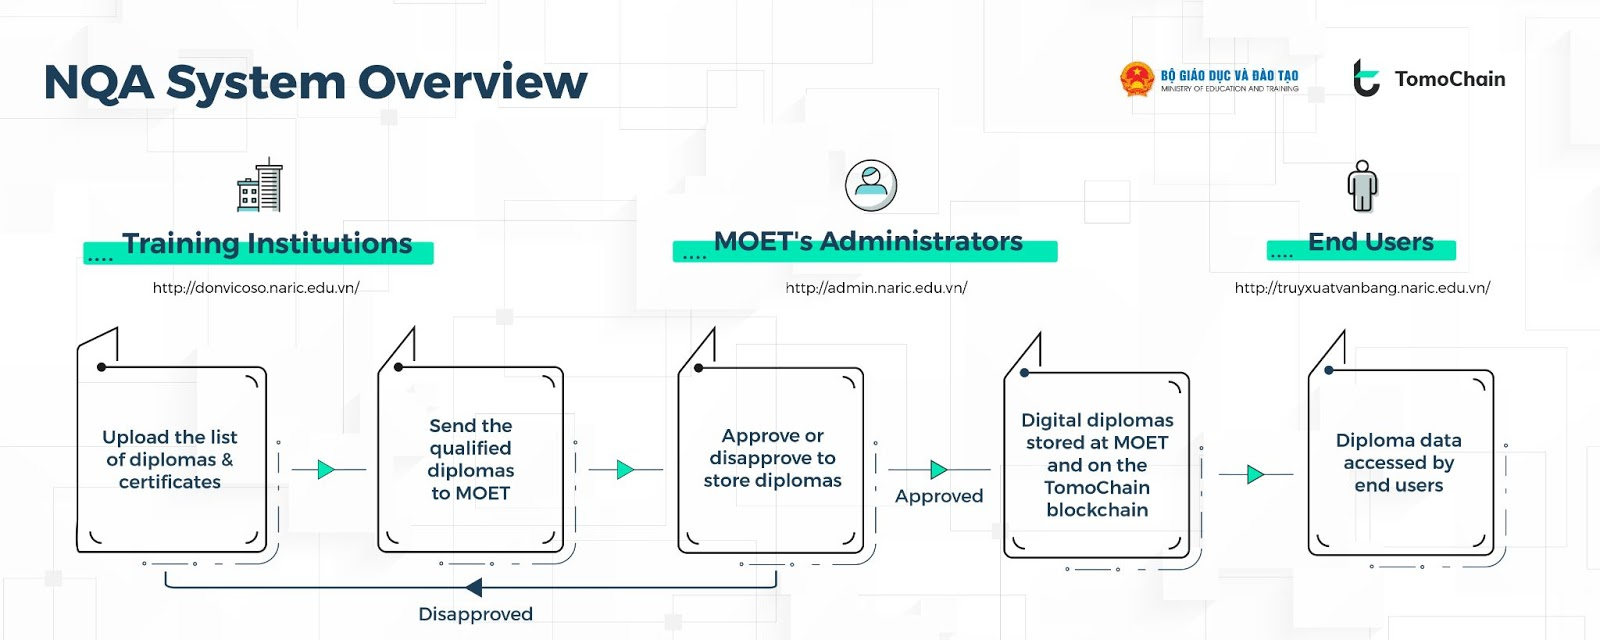 NQA System Overview
BỘ GIÁO DỤC VÀ ĐÀO TẠO
MINISTRY OF EDUCATION AND TRAINING
TomoChain
Training Institutions
http://donvicoso.naric.edu.vn/
MOET's Administrators
http://admin.naric.edu.vn/
End Users
http://truyxuatvanbang.naric.edu.vn/
Upload the list
of diplomas &
certificates
Send the
qualified
diplomas
to MOET
Approve or
disapprove to
store diplomas
Approved
Digital diplomas
stored at MOET
and on the
TomoChain
blockchain
Diploma data
accessed by
end users
Disapproved